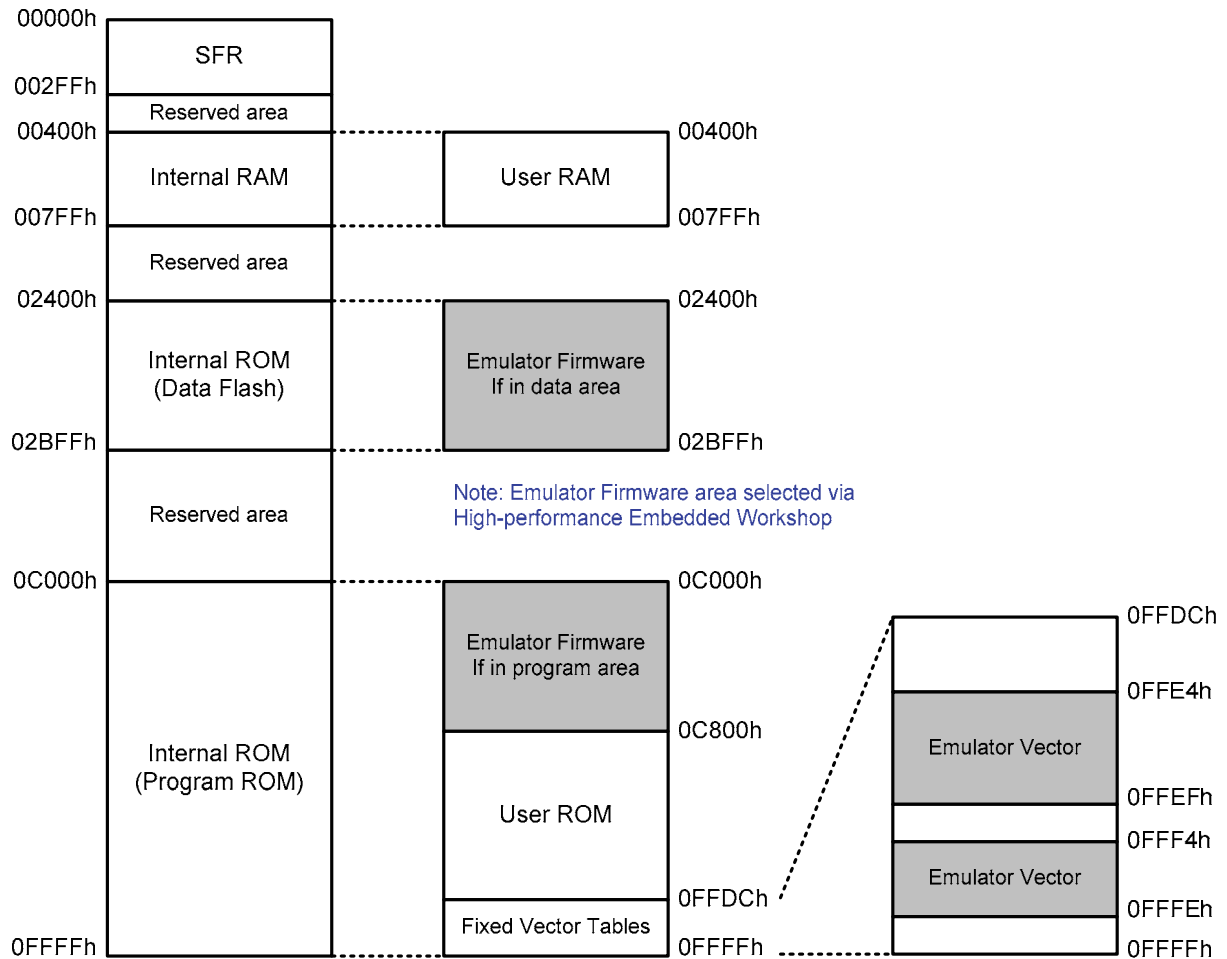 00000h
SFR
002FFh
Reserved area
00400h
Internal RAM
007FFh
Reserved area
02400h
Internal ROM
(Data Flash)
02BFFh
Reserved area
0C000h
Internal ROM
(Program ROM)
0FFFFh
00400h
User RAM
007FFh
02400h
Emulator Firmware
If in data area
02BFFh
Note: Emulator Firmware area selected via
High-performance Embedded Workshop
0C000h
Emulator Firmware
If in program area
0C800h
User ROM
0FFDCh
Fixed Vector Tables
0FFFFh
0FFDCh
0FFE4h
Emulator Vector
0FFEFh
0FFF4h
Emulator Vector
0FFFEh
0FFFFh